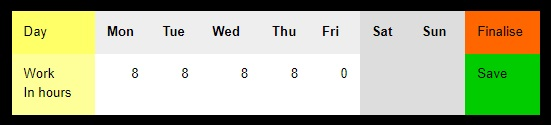 Day Mon Tue Wed Thu Fri Sat Sun Finalise
Work 8 8 8 8 0 Save
In hours